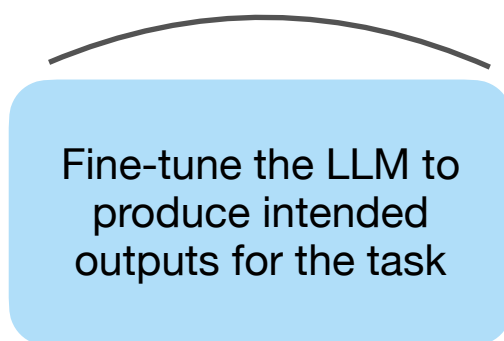 Fine-tune the LLM to
produce intended
outputs for the task